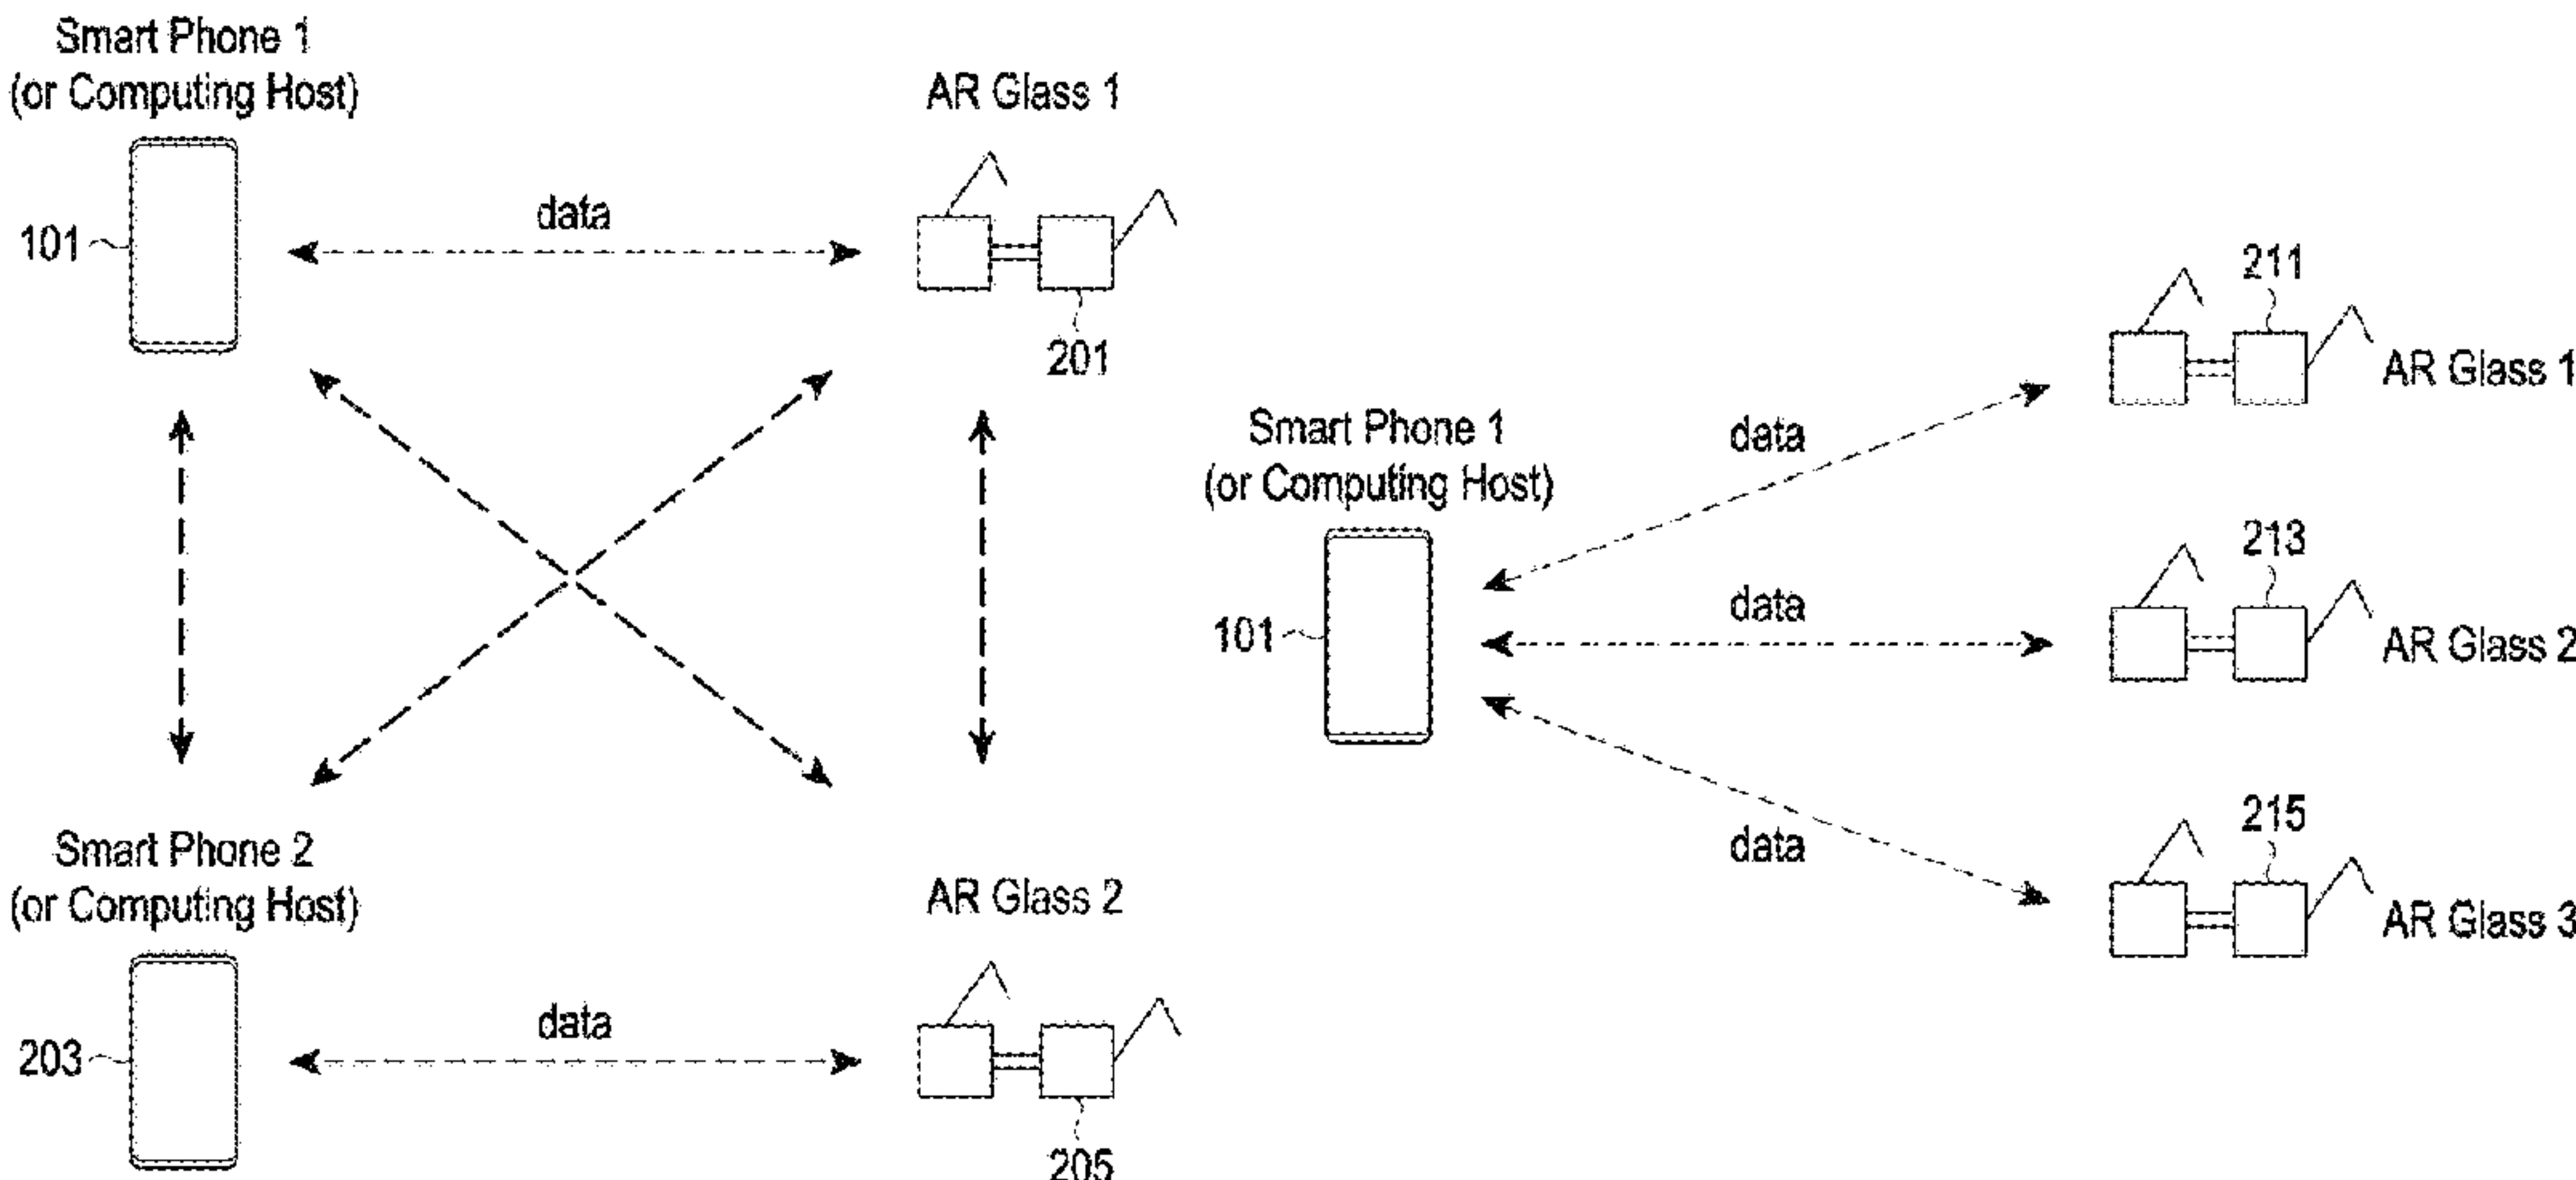 Smart Phone 1
(or Computing Host)
101
data
AR Glass 1
201
Smart Phone 2
(or Computing Host)
203
data
AR Glass 2
205
Smart Phone 1
(or Computing Host)
101
data
data
data
211
AR Glass 1
213
AR Glass 2
215
AR Glass 3